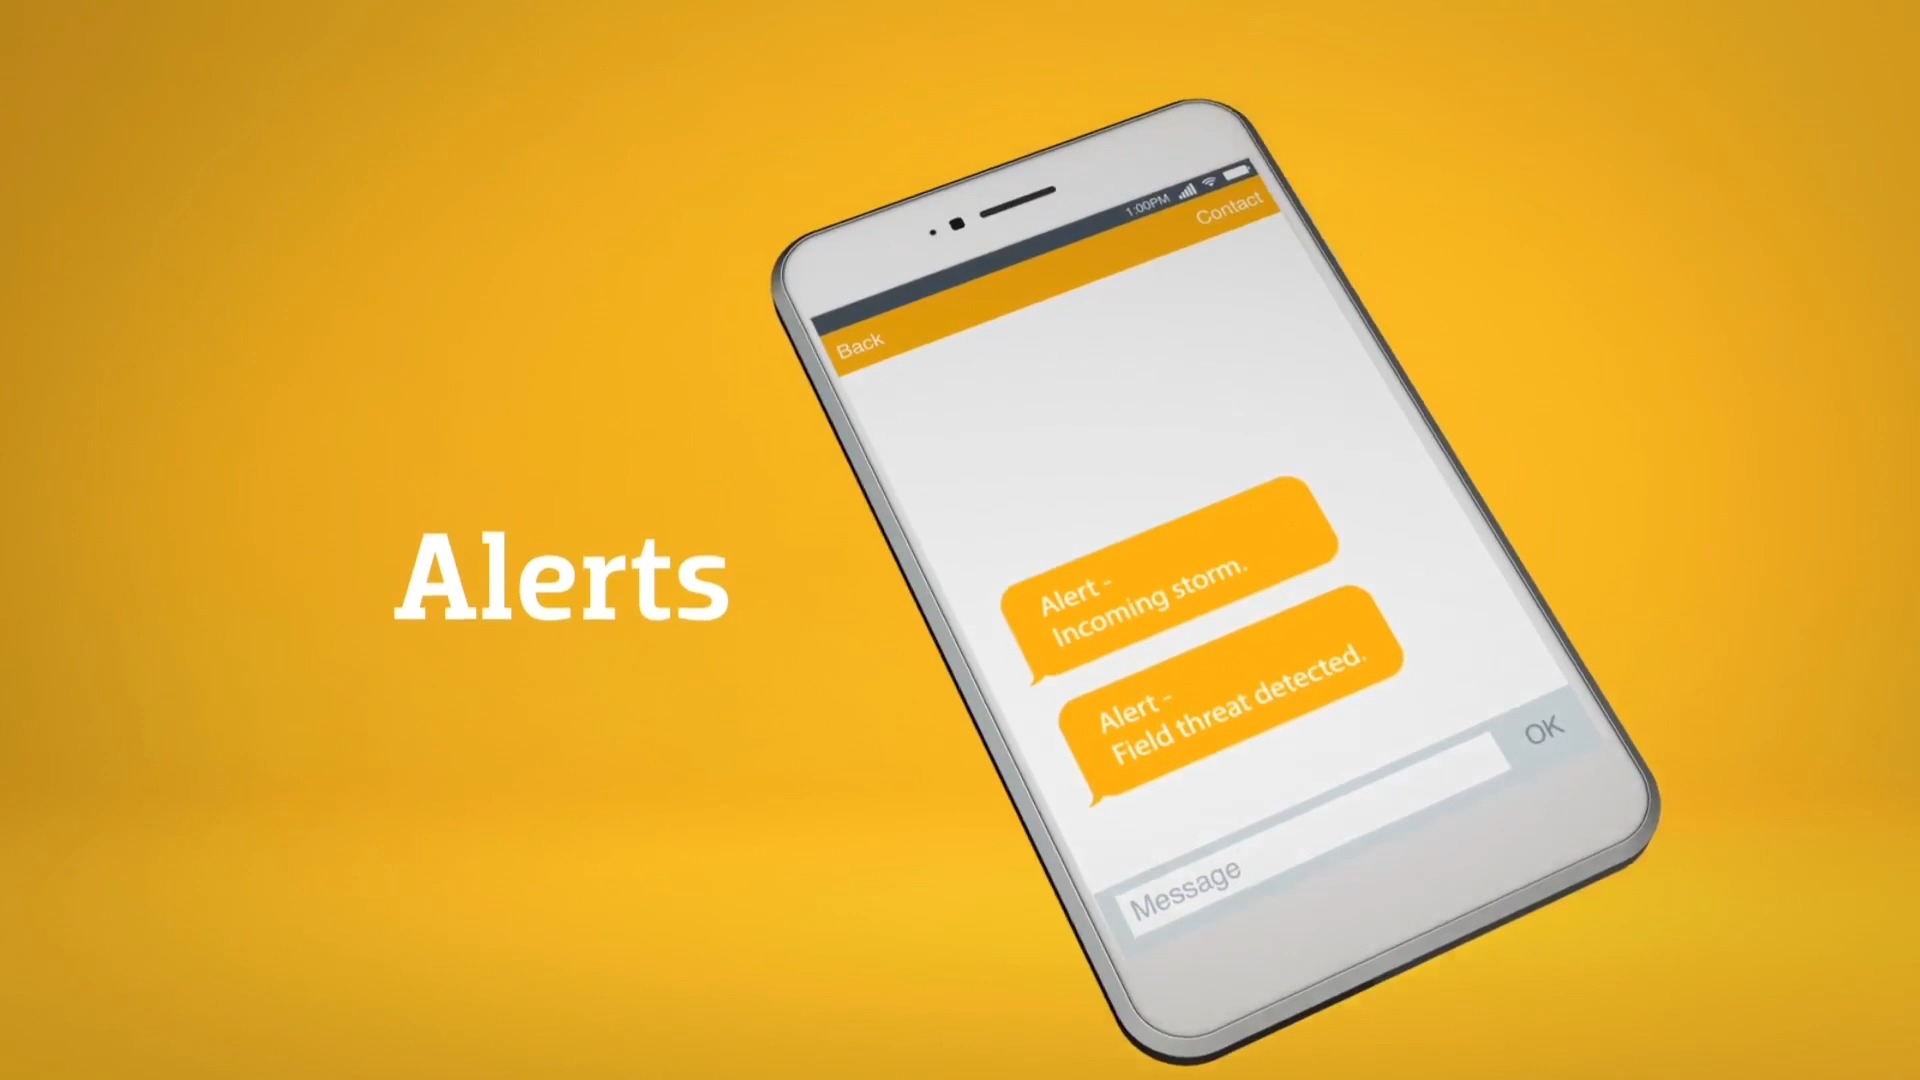 Alerts
1:00PM
Back
Contact
Alert -
Incoming storm.
Alert -
Field threat detected.
Message
OK